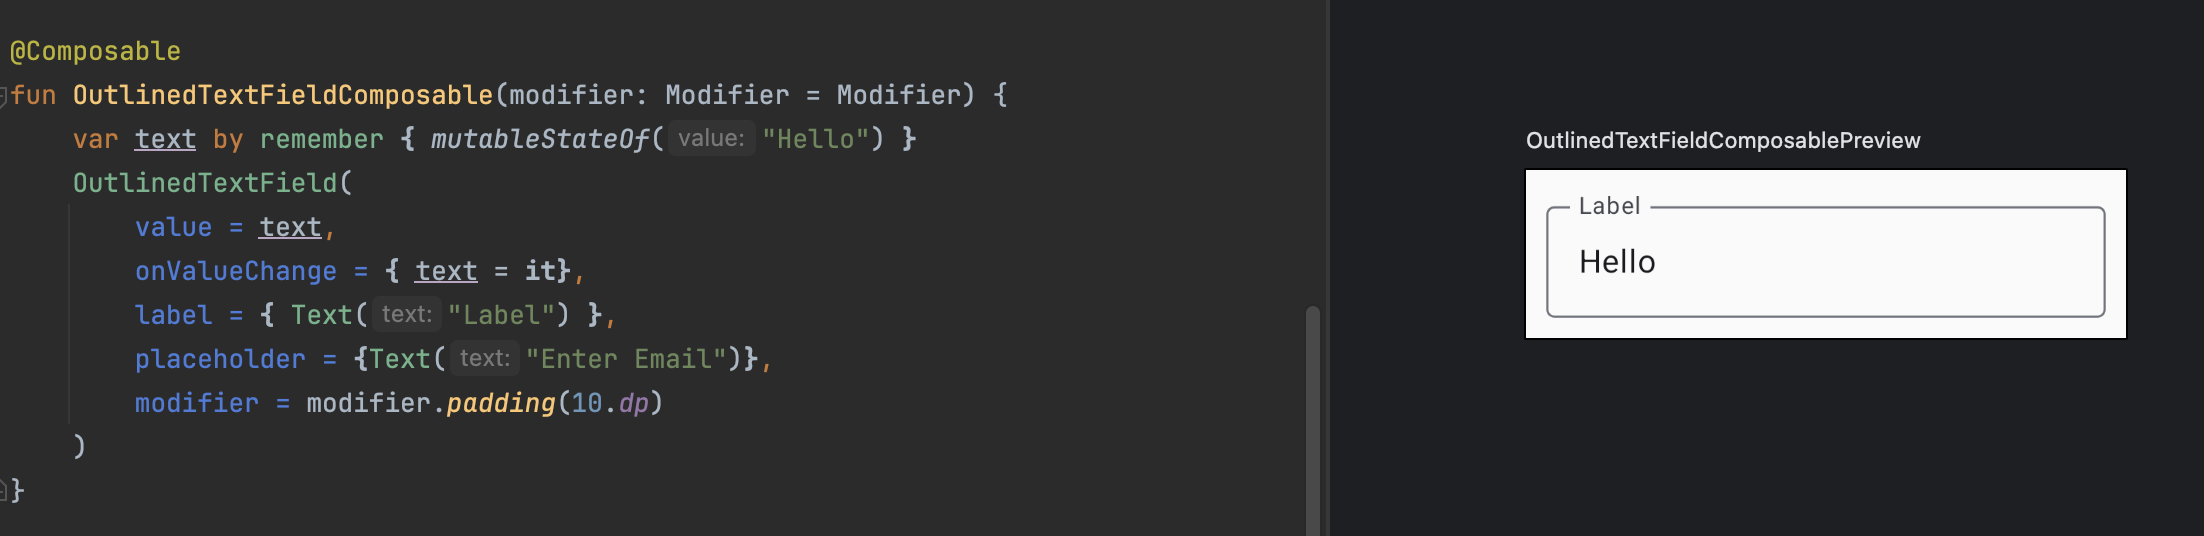 @Composable
fun OutlinedTextFieldComposable(modifier: Modifier = Modifier) {
    var text by remember { mutableStateOf( value: "Hello") }
    OutlinedTextField(
        value = text,
        onValueChange = { text = it},
        label = { Text( text: "Label") },
        placeholder = {Text( text: "Enter Email")},
        modifier = modifier.padding(10.dp)
    )
}
OutlinedTextFieldComposablePreview
Label
Hello